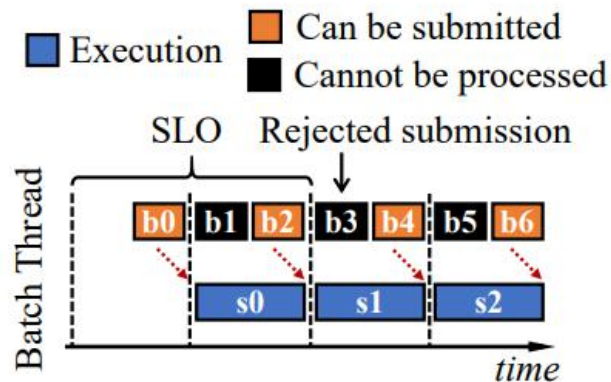 Execution
Can be submitted
Cannot be processed
SLO
Rejected submission
Batch Thread
b0 b1 b2 b3 b4 b5 b6
s0 s1 s2
time